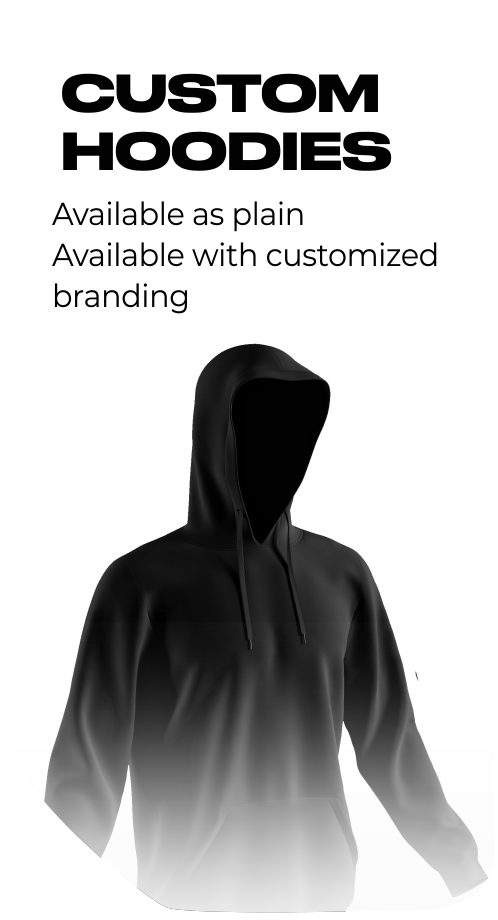 CUSTOM
HOODIES
Available as plain
Available with customized
branding